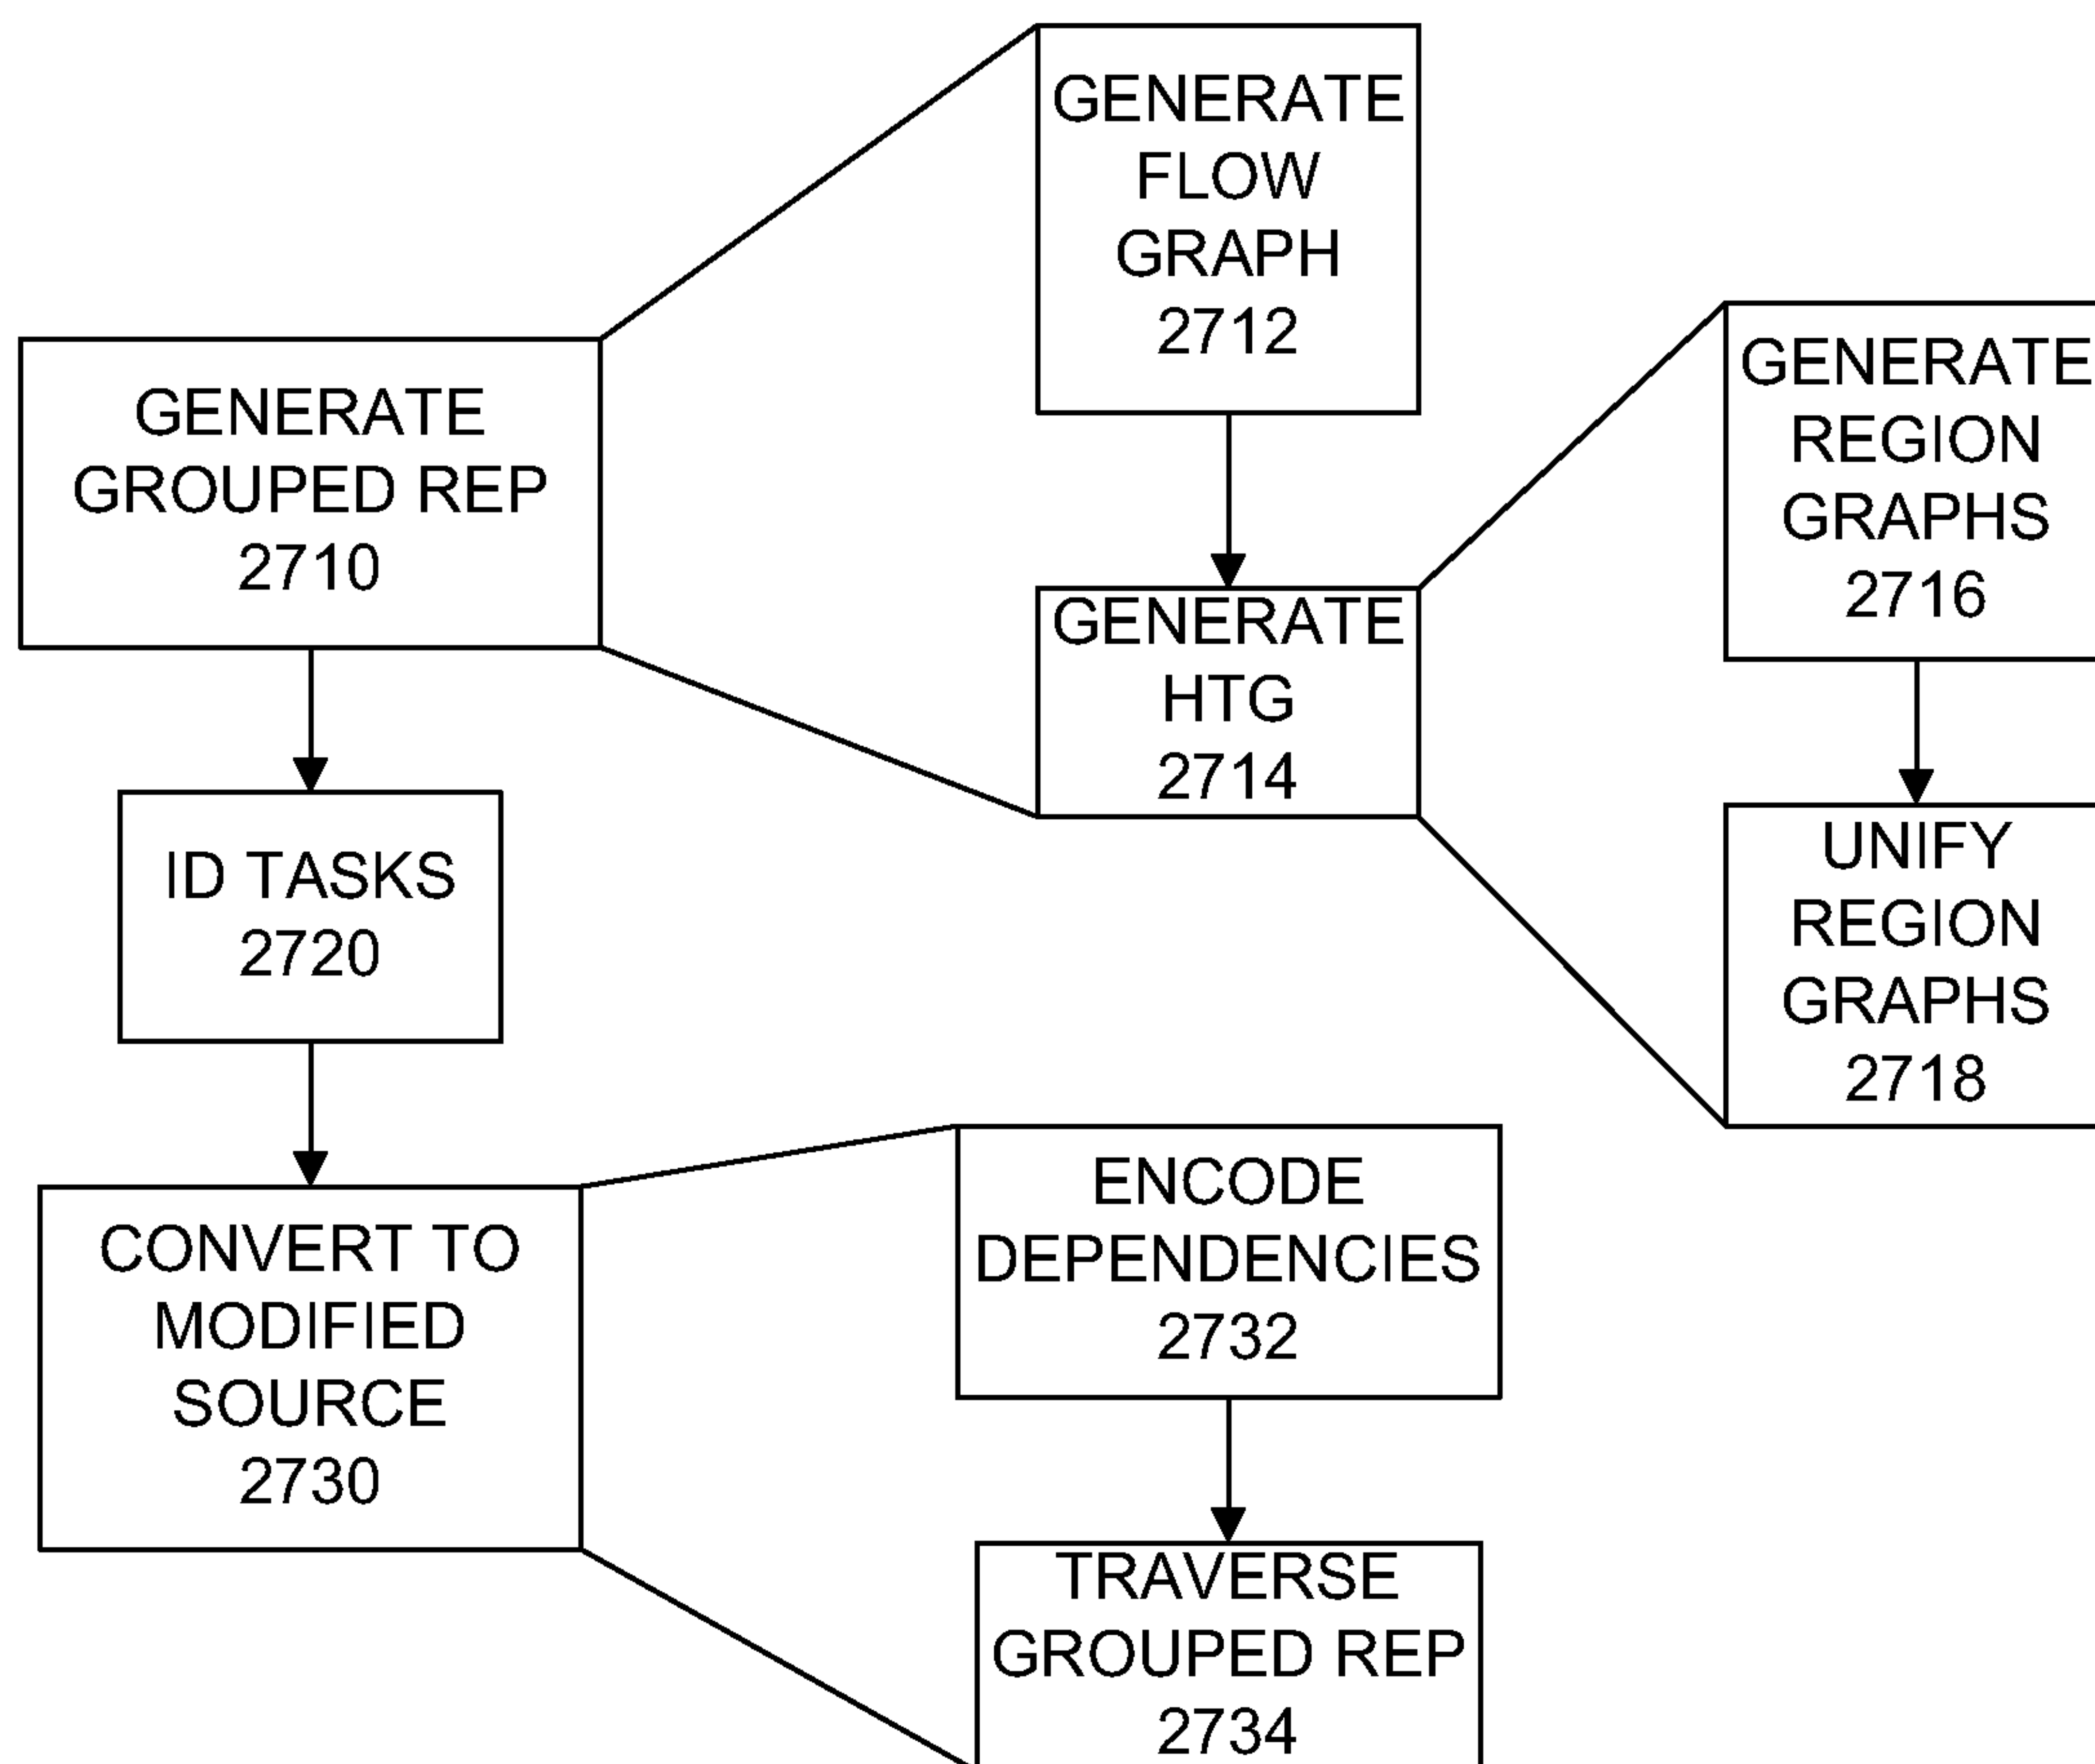 GENERATE
GROUPED REP
2710
ID TASKS
2720
CONVERT TO
MODIFIED
SOURCE
2730
GENERATE
FLOW
GRAPH
2712
GENERATE
HTG
2714
GENERATE
REGION
GRAPHS
2716
UNIFY
REGION
GRAPHS
2718
ENCODE
DEPENDENCIES
2732
TRAVERSE
GROUPED REP
2734